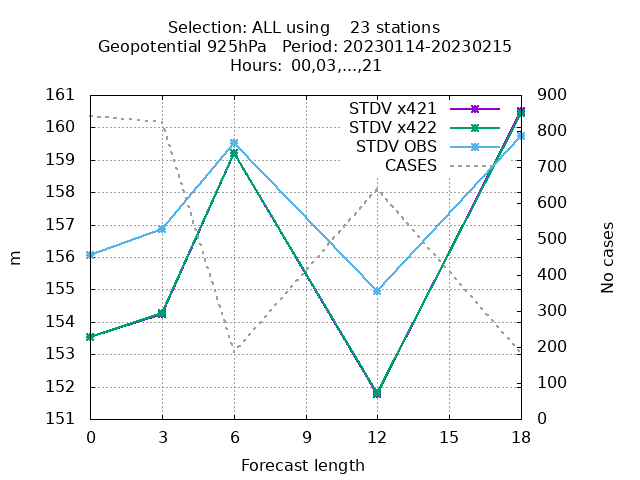 Selection: ALL using    23 stations
Geopotential 925hPa   Period: 20230114-20230215
Hours:  00,03,...,21
161
160
159
158
157
156
155
154
153
152
151
m
STDV x421
STDV x422
STDV OBS
CASES
900
800
700
600
500
400
300
200
100
0
No cases
0 3 6 9 12 15 18
Forecast length